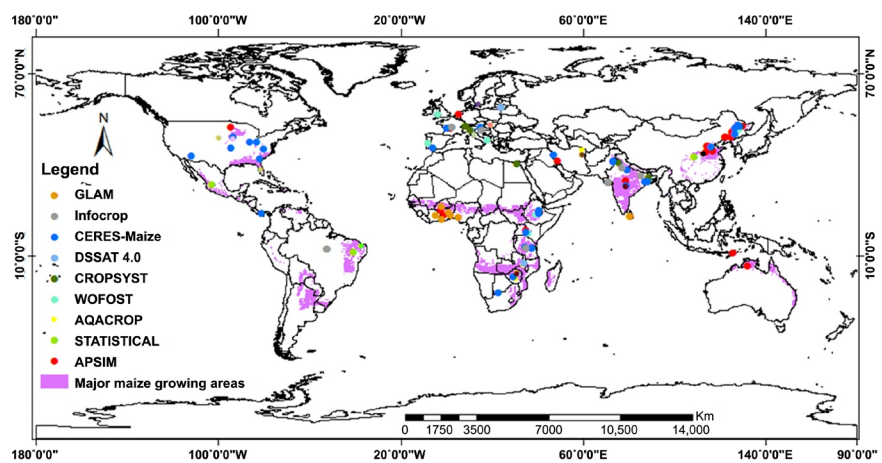 180°0'0" 100°0'0"W 20°0'0"W 60°0'0"E 140°0'0"E
70°0'0"N 70°0'0"N
N
Legend
GLAM
Infocrop
CERES-Maize
DSSAT 4.0
CROPSYST
WOFOST
AQACROP
STATISTICAL
APSIM
Major maize growing areas
10°0'0"S 10°0'0"S
Km
0 1750 3500 7000 10,500 14,000
180°0'0" 100°0'0"W 20°0'0"W 60°0'0"E 140°0'0"E 90°0'0"